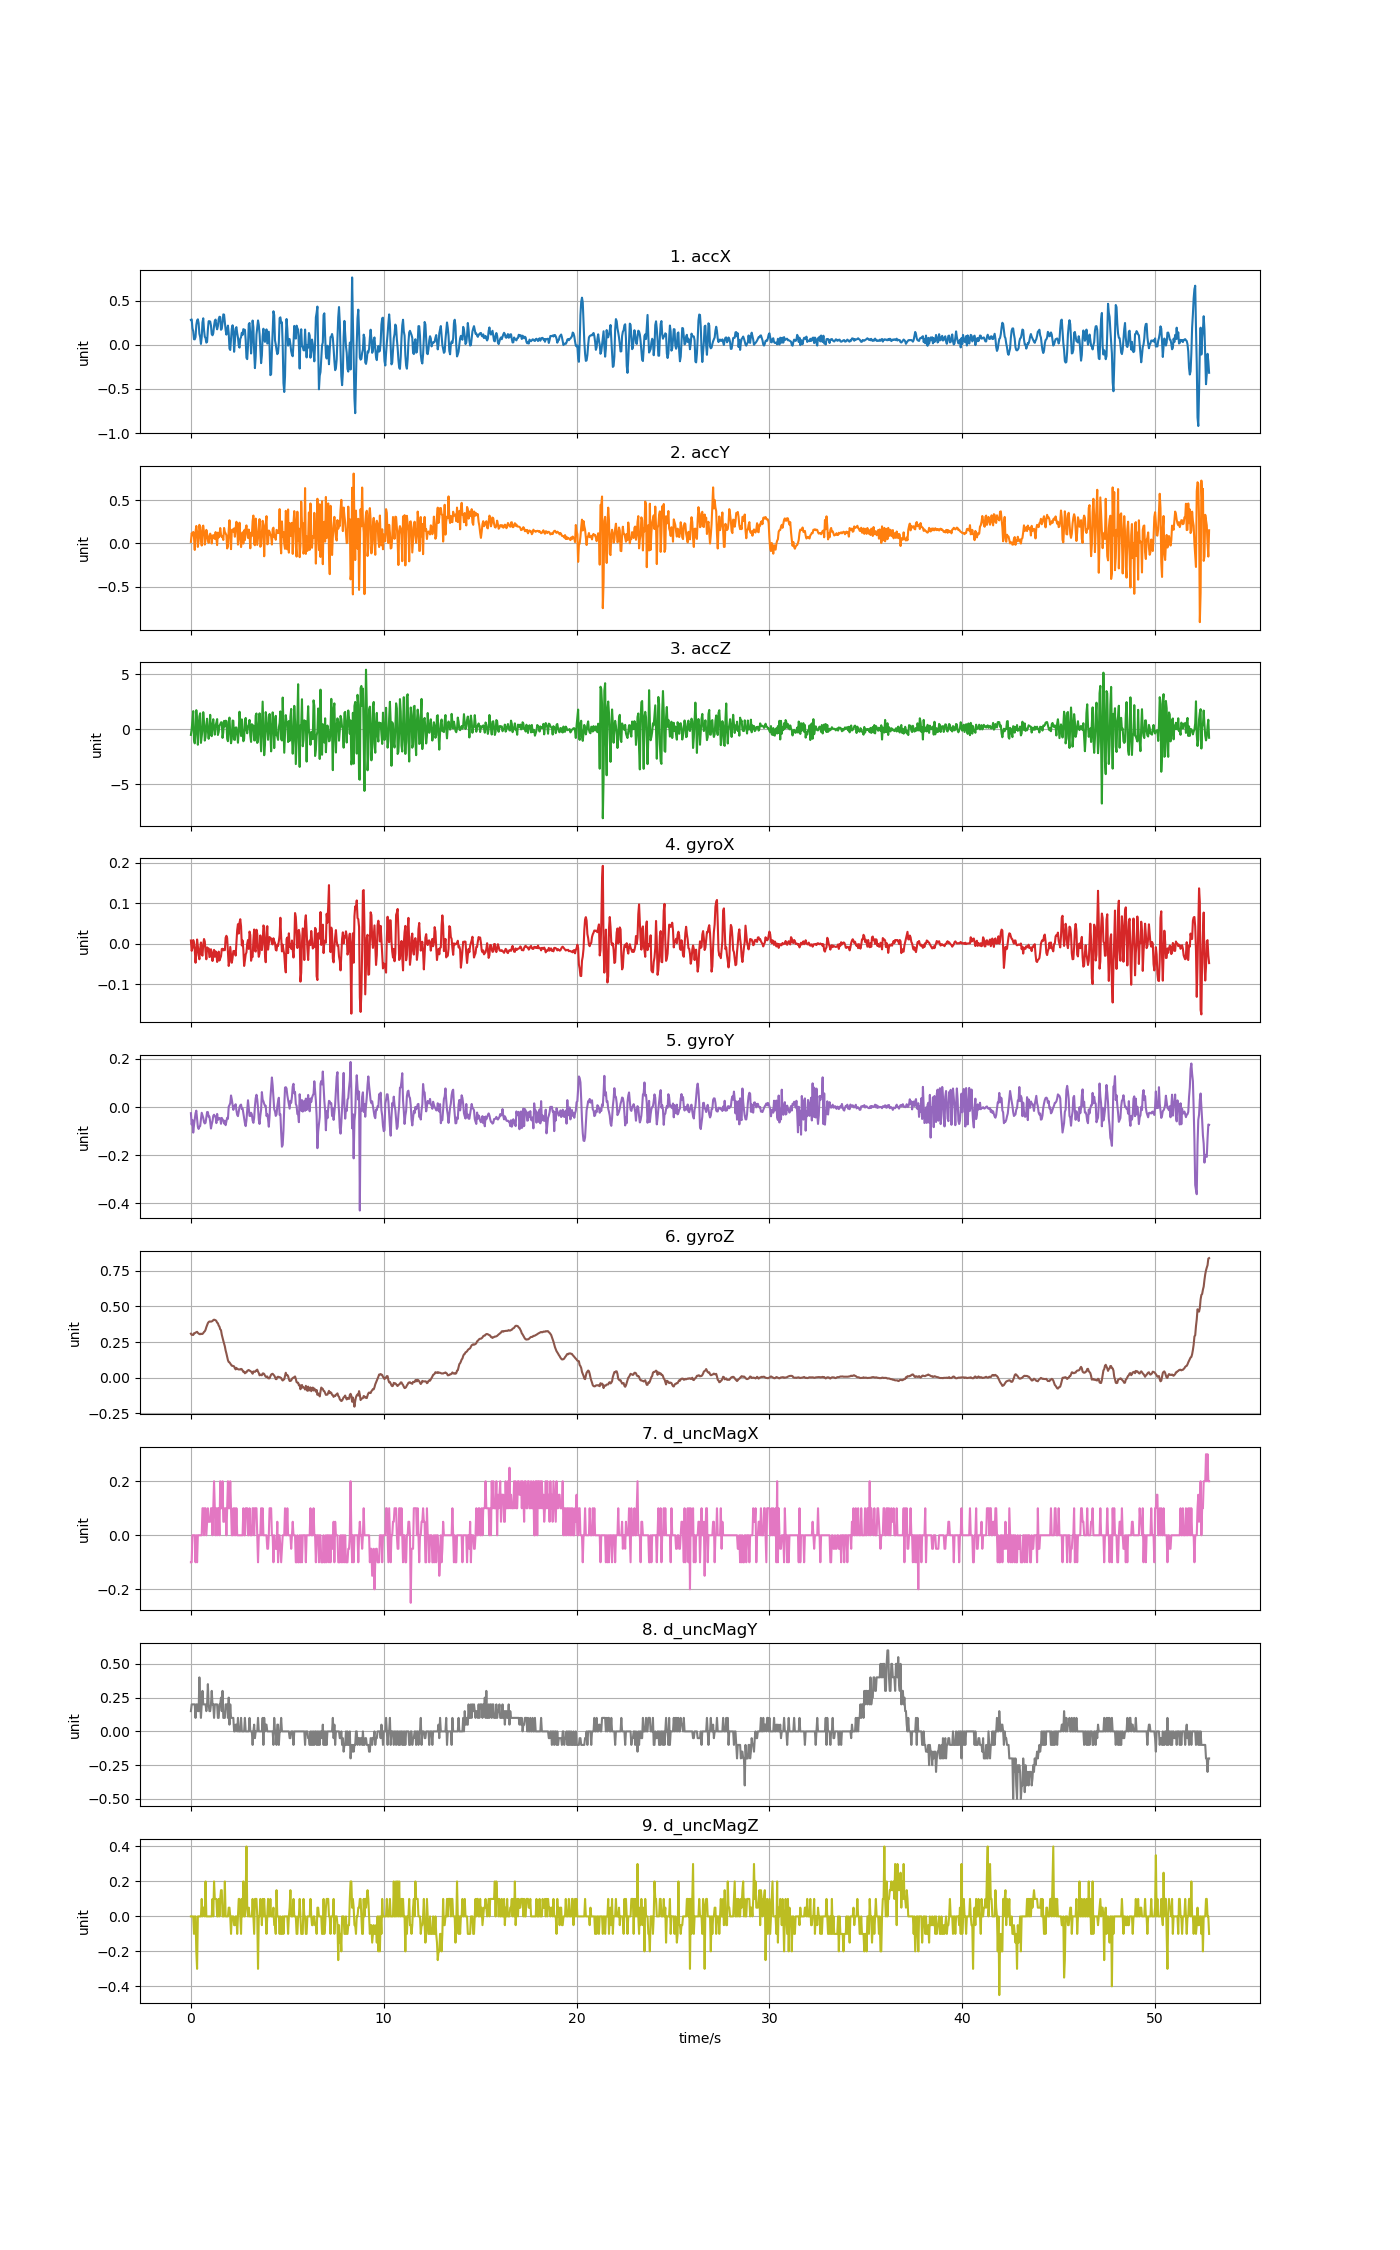 1. accX
unit
0.5
0.0
−0.5
−1.0
2. accY
unit
0.5
0.0
−0.5
3. accZ
unit
5
0
−5
4. gyroX
unit
0.2
0.1
0.0
−0.1
5. gyroY
unit
0.2
0.0
−0.2
−0.4
6. gyroZ
unit
0.75
0.50
0.25
0.00
−0.25
7. d_uncMagX
unit
0.2
0.0
−0.2
8. d_uncMagY
unit
0.50
0.25
0.00
−0.25
−0.50
9. d_uncMagZ
unit
0.4
0.2
0.0
−0.2
−0.4
0 10 20 30 40 50
time/s